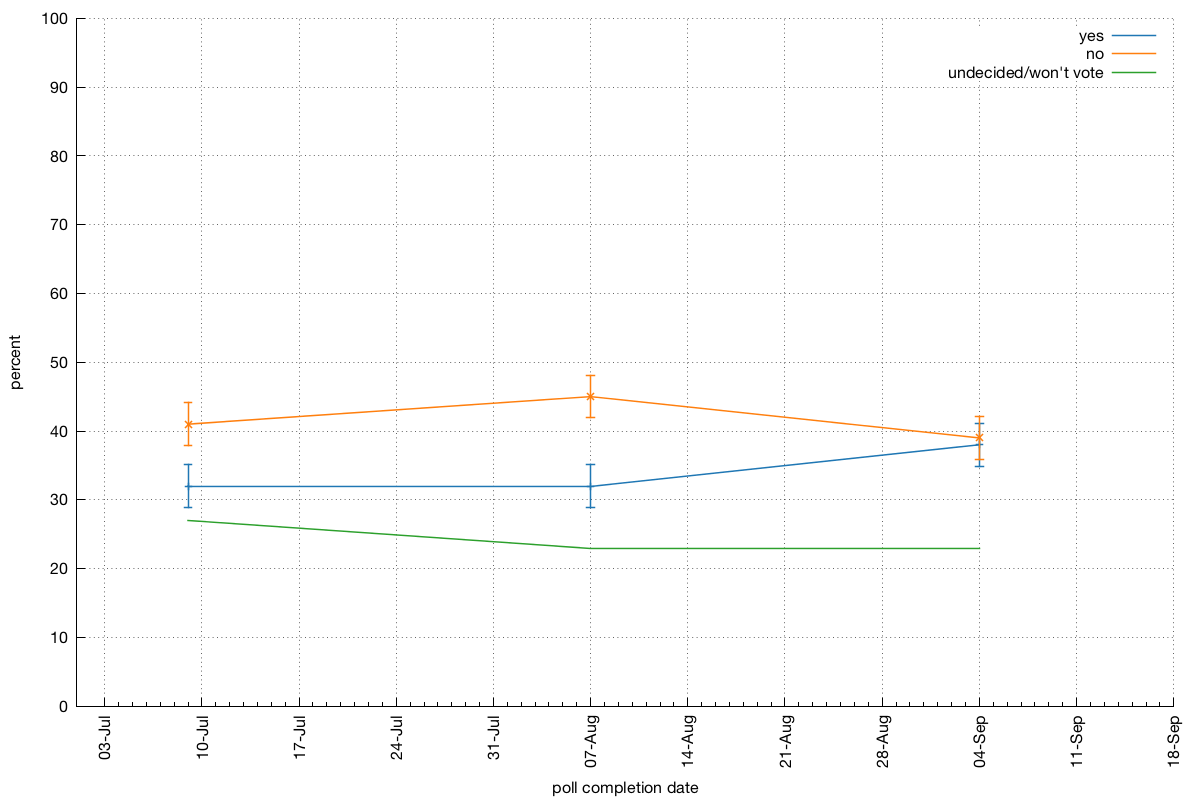 100
90
80
70
60
50
40
30
20
10
0
percent
yes
no
undecided/won't vote
03-Jul
10-Jul
17-Jul
24-Jul
31-Jul
07-Aug
14-Aug
21-Aug
28-Aug
04-Sep
11-Sep
18-Sep
poll completion date